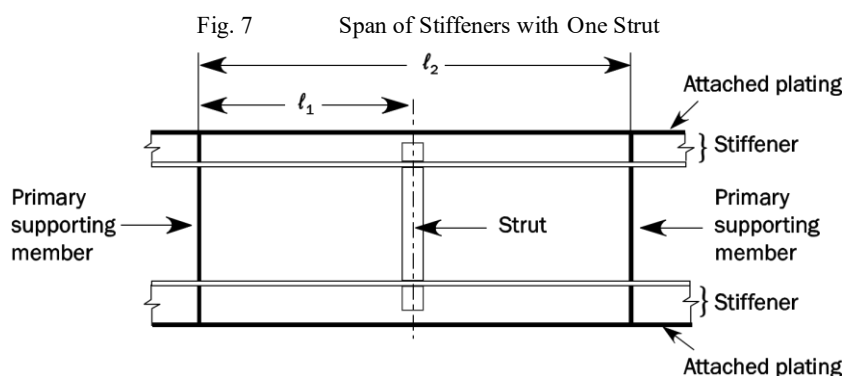 Fig. 7 Span of Stiffeners with One Strut
ℓ₂
Attached plating
ℓ₁
Stiffener
Primary
supporting
member
Strut
Primary
supporting
member
Stiffener
Attached plating